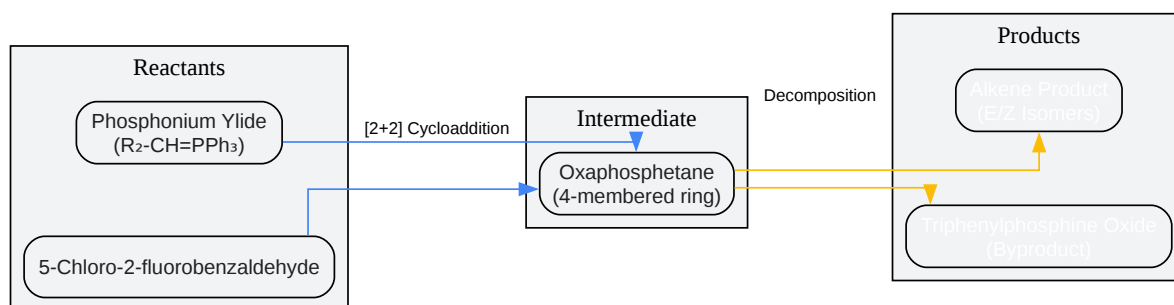 Reactants
Phosphonium Ylide
(R₂-CH=PPh₃)
5-Chloro-2-fluorobenzaldehyde
[2+2] Cycloaddition
Intermediate
Oxaphosphetane
(4-membered ring)
Decomposition
Products
Alkene Product
(E/Z Isomers)
Triphenylphosphine Oxide
(Byproduct)